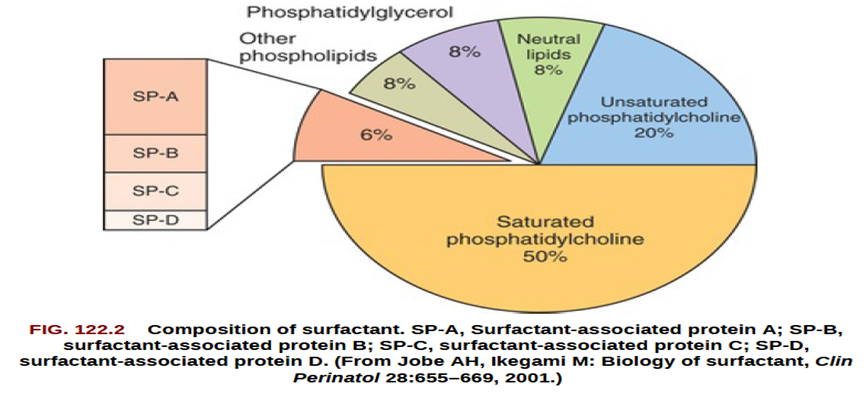 Phosphatidylglycerol
Other
phospholipids
8%
8%
Neutral
lipids
8%
Unsaturated
phosphatidylcholine
20%
6%
SP-A
SP-B
SP-C
SP-D
Saturated
phosphatidylcholine
50%
FIG. 122.2 Composition of surfactant. SP-A, Surfactant-associated protein A; SP-B,
surfactant-associated protein B; SP-C, surfactant-associated protein C; SP-D,
surfactant-associated protein D. (From Jobe AH, Ikegami M: Biology of surfactant, Clin
Perinatol 28:655–669, 2001.)